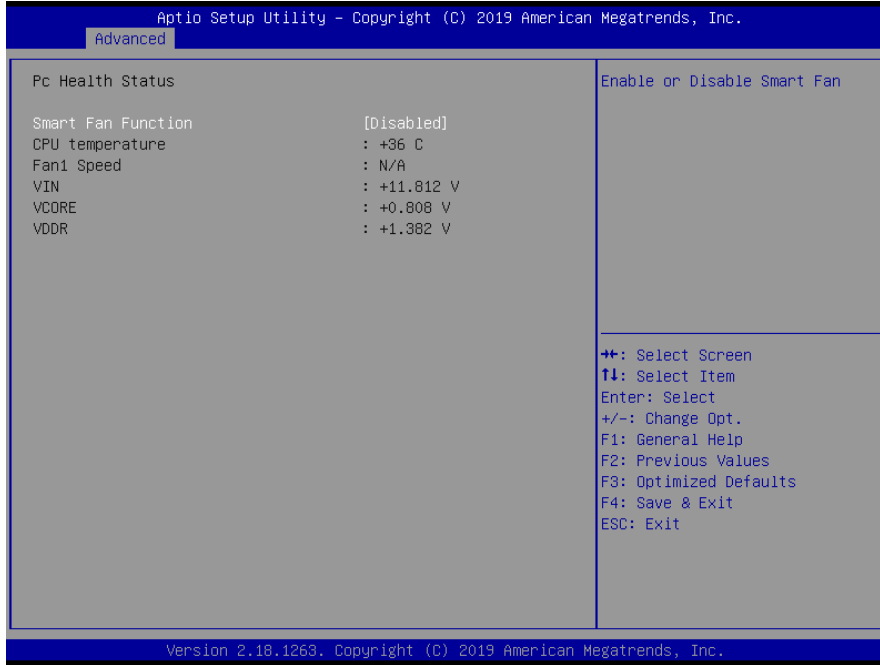 Aptio Setup Utility – Copyright (C) 2019 American Megatrends, Inc.
Advanced
Pc Health Status
Smart Fan Function [Disabled]
CPU temperature : +36 C
Fan1 Speed : N/A
VIN : +11.812 V
VCORE : +0.808 V
VDDR : +1.382 V
Enable or Disable Smart Fan
→←: Select Screen
↑↓: Select Item
Enter: Select
+/-: Change Opt.
F1: General Help
F2: Previous Values
F3: Optimized Defaults
F4: Save & Exit
ESC: Exit
Version 2.18.1263. Copyright (C) 2019 American Megatrends, Inc.